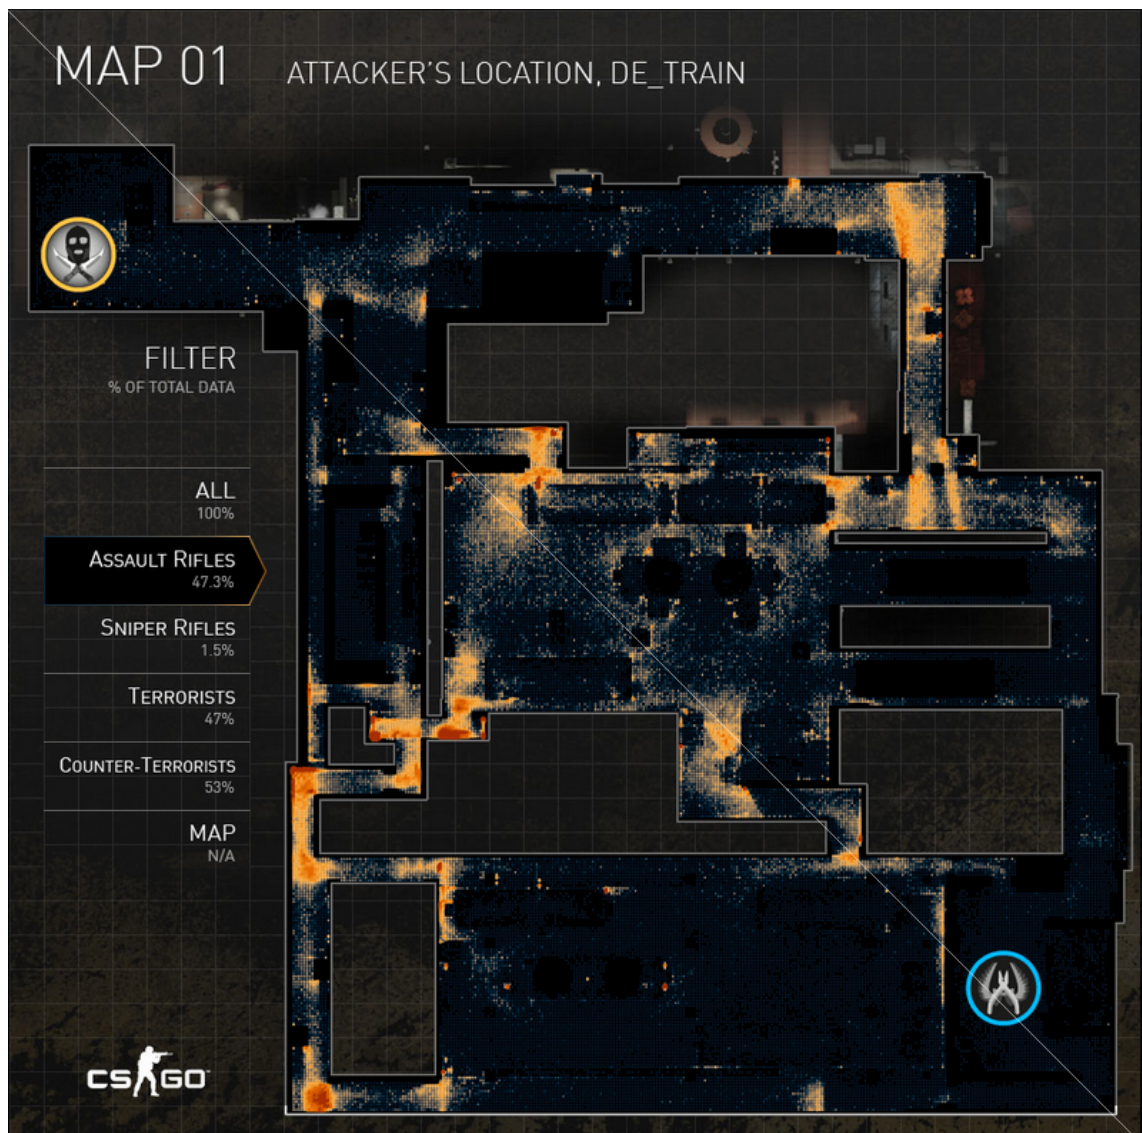 MAP 01
ATTACKER'S LOCATION, DE_TRAIN
FILTER
% OF TOTAL DATA
ALL
100%
ASSAULT RIFLES
47.3%
SNIPER RIFLES
1.5%
TERRORISTS
47%
COUNTER-TERRORISTS
53%
MAP
N/A
CS GO